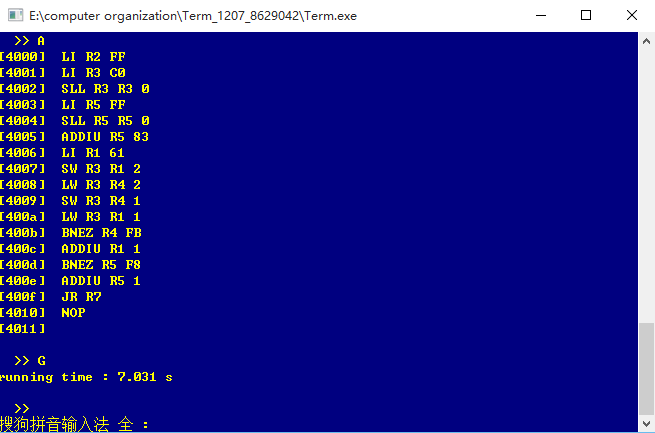 E:\computer organization\Term_1207_8629042\Term.exe
>> A
[4000] LI R2 FF
[4001] LI R3 C0
[4002] SLL R3 R3 0
[4003] LI R5 FF
[4004] SLL R5 R5 0
[4005] ADDIU R5 83
[4006] LI R1 61
[4007] SW R3 R1 2
[4008] LW R3 R4 2
[4009] SW R3 R4 1
[400a] LW R3 R1 1
[400b] BNEZ R4 FB
[400c] ADDIU R1 1
[400d] BNEZ R5 F8
[400e] ADDIU R5 1
[400f] JR R7
[4010] NOP
[4011]
>> G
running time : 7.031 s
>>
搜狗拼音输入法 全 :